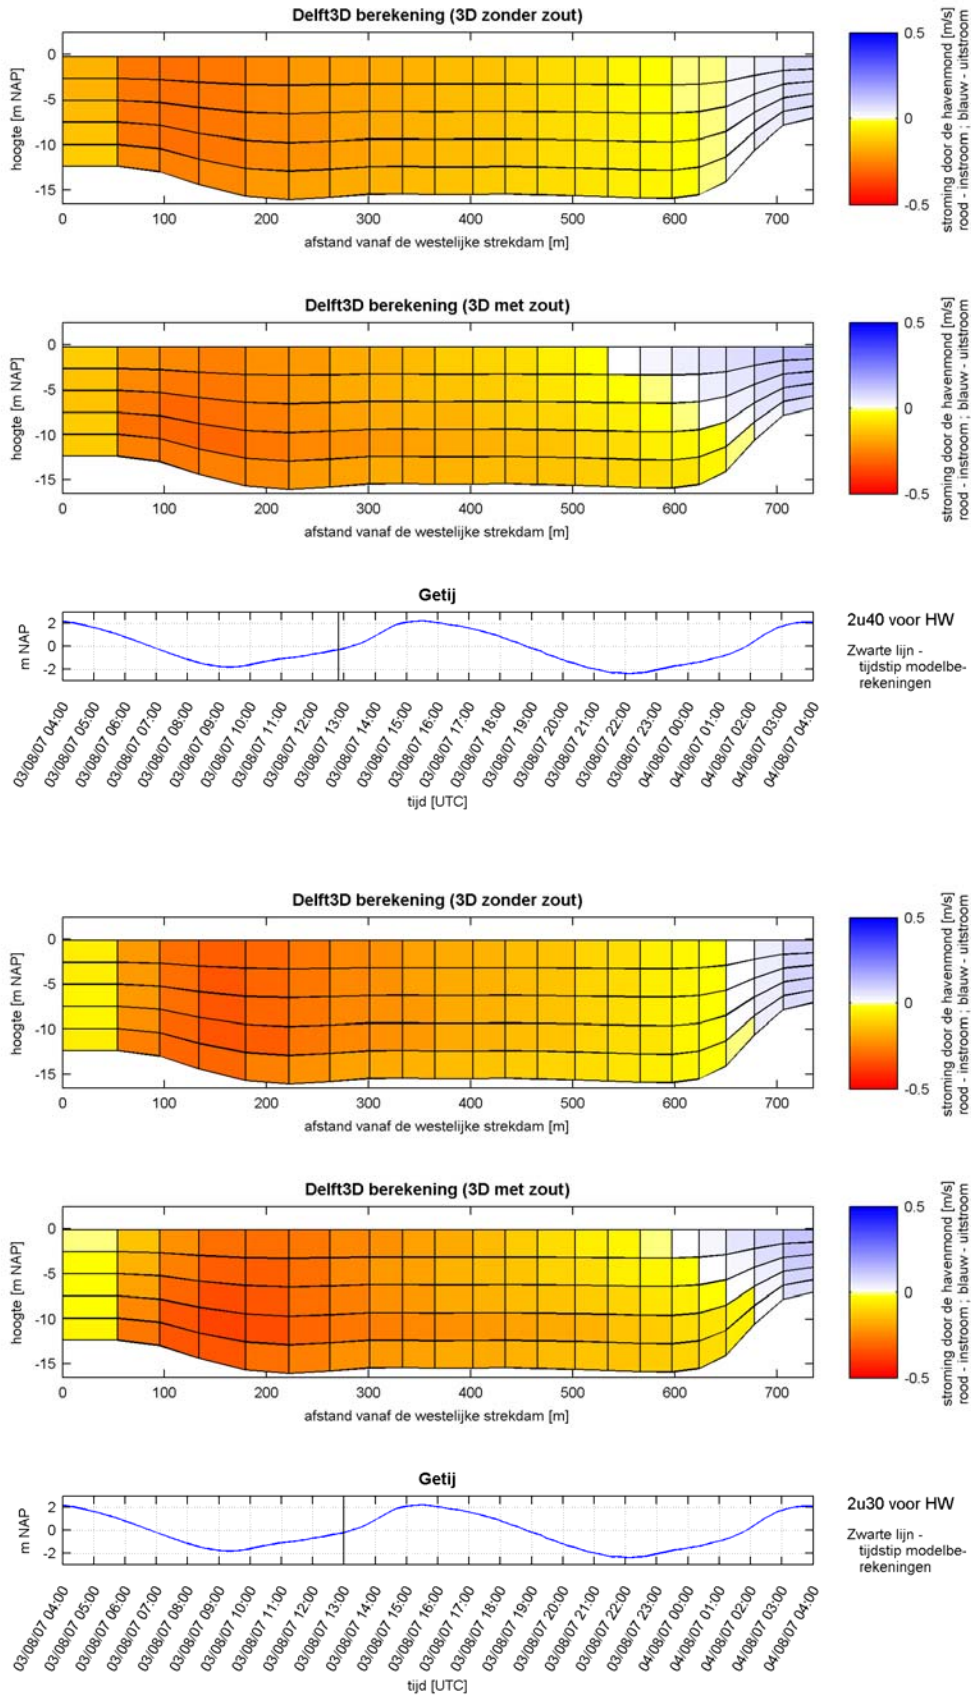 Delft3D berekening (3D zonder zout)
hoogte [m NAP]
0
-5
-10
-15
0 100 200 300 400 500 600 700
afstand vanaf de westelijke strekdam [m]
0.5
0
-0.5
stroming door de havenmond [m/s]
rood - instroom ; blauw - uitstroom
Delft3D berekening (3D met zout)
hoogte [m NAP]
0
-5
-10
-15
0 100 200 300 400 500 600 700
afstand vanaf de westelijke strekdam [m]
0.5
0
-0.5
stroming door de havenmond [m/s]
rood - instroom ; blauw - uitstroom
Getij
m NAP
2
0
-2
03/08/07 04:00
03/08/07 05:00
03/08/07 06:00
03/08/07 07:00
03/08/07 08:00
03/08/07 09:00
03/08/07 10:00
03/08/07 11:00
03/08/07 12:00
03/08/07 13:00
03/08/07 14:00
03/08/07 15:00
03/08/07 16:00
03/08/07 17:00
03/08/07 18:00
03/08/07 19:00
03/08/07 20:00
03/08/07 21:00
03/08/07 22:00
03/08/07 23:00
04/08/07 00:00
04/08/07 01:00
04/08/07 02:00
04/08/07 03:00
04/08/07 04:00
tijd [UTC]
2u40 voor HW
Zwarte lijn -
tijdstip modelbe-
rekeningen
Delft3D berekening (3D zonder zout)
hoogte [m NAP]
0
-5
-10
-15
0 100 200 300 400 500 600 700
afstand vanaf de westelijke strekdam [m]
0.5
0
-0.5
stroming door de havenmond [m/s]
rood - instroom ; blauw - uitstroom
Delft3D berekening (3D met zout)
hoogte [m NAP]
0
-5
-10
-15
0 100 200 300 400 500 600 700
afstand vanaf de westelijke strekdam [m]
0.5
0
-0.5
stroming door de havenmond [m/s]
rood - instroom ; blauw - uitstroom
Getij
m NAP
2
0
-2
03/08/07 04:00
03/08/07 05:00
03/08/07 06:00
03/08/07 07:00
03/08/07 08:00
03/08/07 09:00
03/08/07 10:00
03/08/07 11:00
03/08/07 12:00
03/08/07 13:00
03/08/07 14:00
03/08/07 15:00
03/08/07 16:00
03/08/07 17:00
03/08/07 18:00
03/08/07 19:00
03/08/07 20:00
03/08/07 21:00
03/08/07 22:00
03/08/07 23:00
04/08/07 00:00
04/08/07 01:00
04/08/07 02:00
04/08/07 03:00
04/08/07 04:00
tijd [UTC]
2u30 voor HW
Zwarte lijn -
tijdstip modelbe-
rekeningen